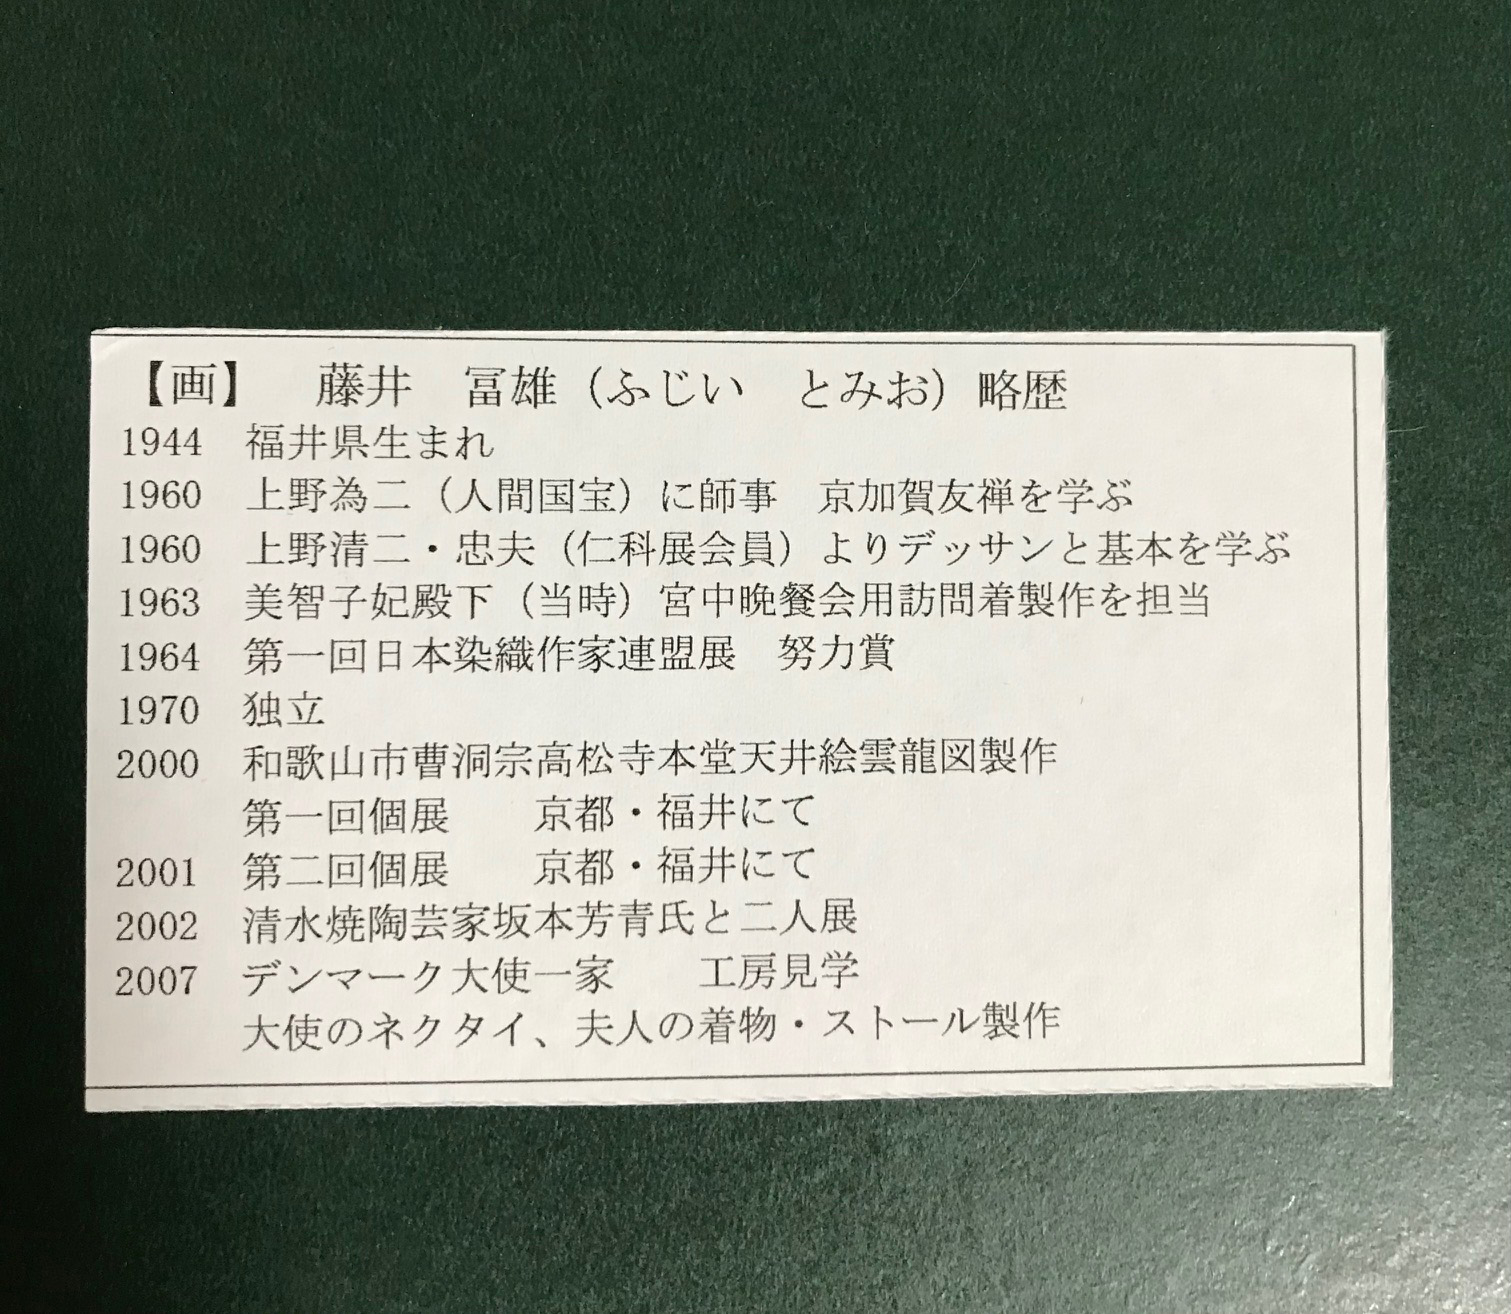 【画】　藤井　冨雄（ふじい　とみお）略歴
1944　福井県生まれ
1960　上野為二（人間国宝）に師事　京加賀友禅を学ぶ
1960　上野清二・忠夫（仁科展会員）よりデッサンと基本を学ぶ
1963　美智子妃殿下（当時）宮中晩餐会用訪問着製作を担当
1964　第一回日本染織作家連盟展　努力賞
1970　独立
2000　和歌山市曹洞宗高松寺本堂天井絵雲龍図製作
第一回個展　　京都・福井にて
2001　第二回個展　　京都・福井にて
2002　清水焼陶芸家坂本芳青氏と二人展
2007　デンマーク大使一家　　工房見学
大使のネクタイ、夫人の着物・ストール製作